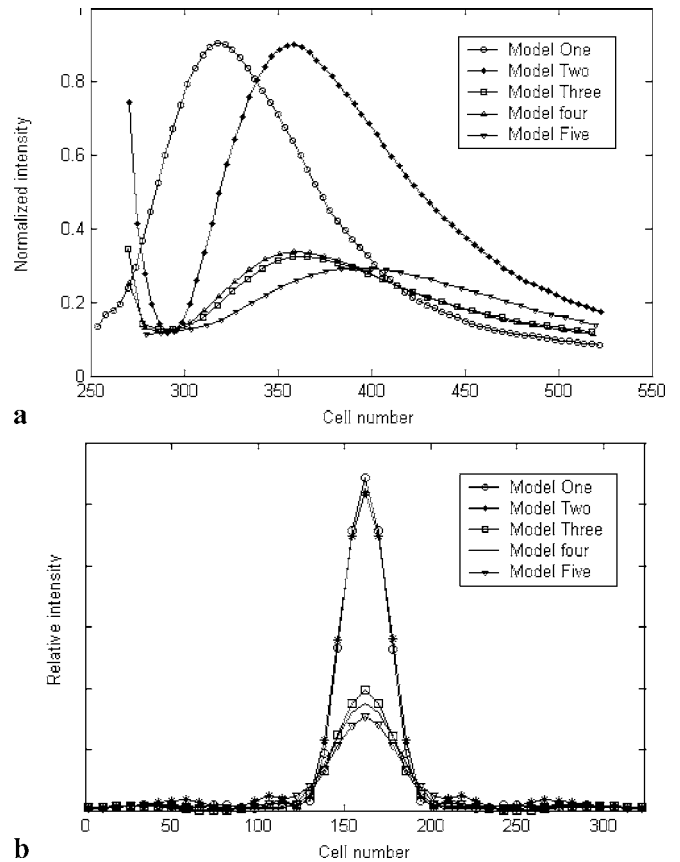 1
0.8
0.6
0.4
0.2
0
Normalized intensity
Model One
Model Two
Model Three
Model four
Model Five
250 300 350 400 450 500 550
Cell number
a
Relative intensity
Model One
Model Two
Model Three
Model four
Model Five
0 50 100 150 200 250 300
Cell number
b